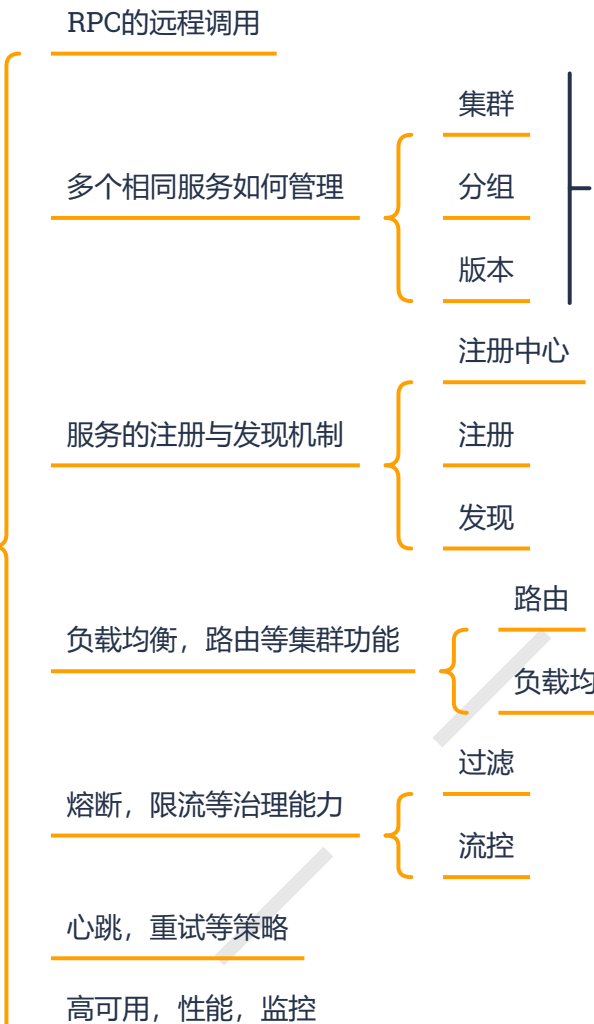 RPC的远程调用
多个相同服务如何管理
集群
分组
版本
服务的注册与发现机制
注册中心
注册
发现
负载均衡，路由等集群功能
路由
负载均
熔断，限流等治理能力
过滤
流控
心跳，重试等策略
高可用，性能，监控